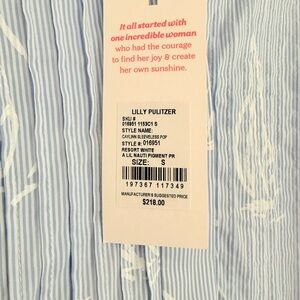 It all started with
one incredible woman
who had the courage
to find her joy & create
her own sunshine.
LILLY PULITZER
SKU #
016951 1153C1 S
STYLE NAME:
CAYLINN SLEEVELESS POP
STYLE #: 016951
RESORT WHITE
A LIL NAUTI PIGMENT PR
SIZE: S
197367 117349
MANUFACTURER'S SUGGESTED PRICE
$218.00